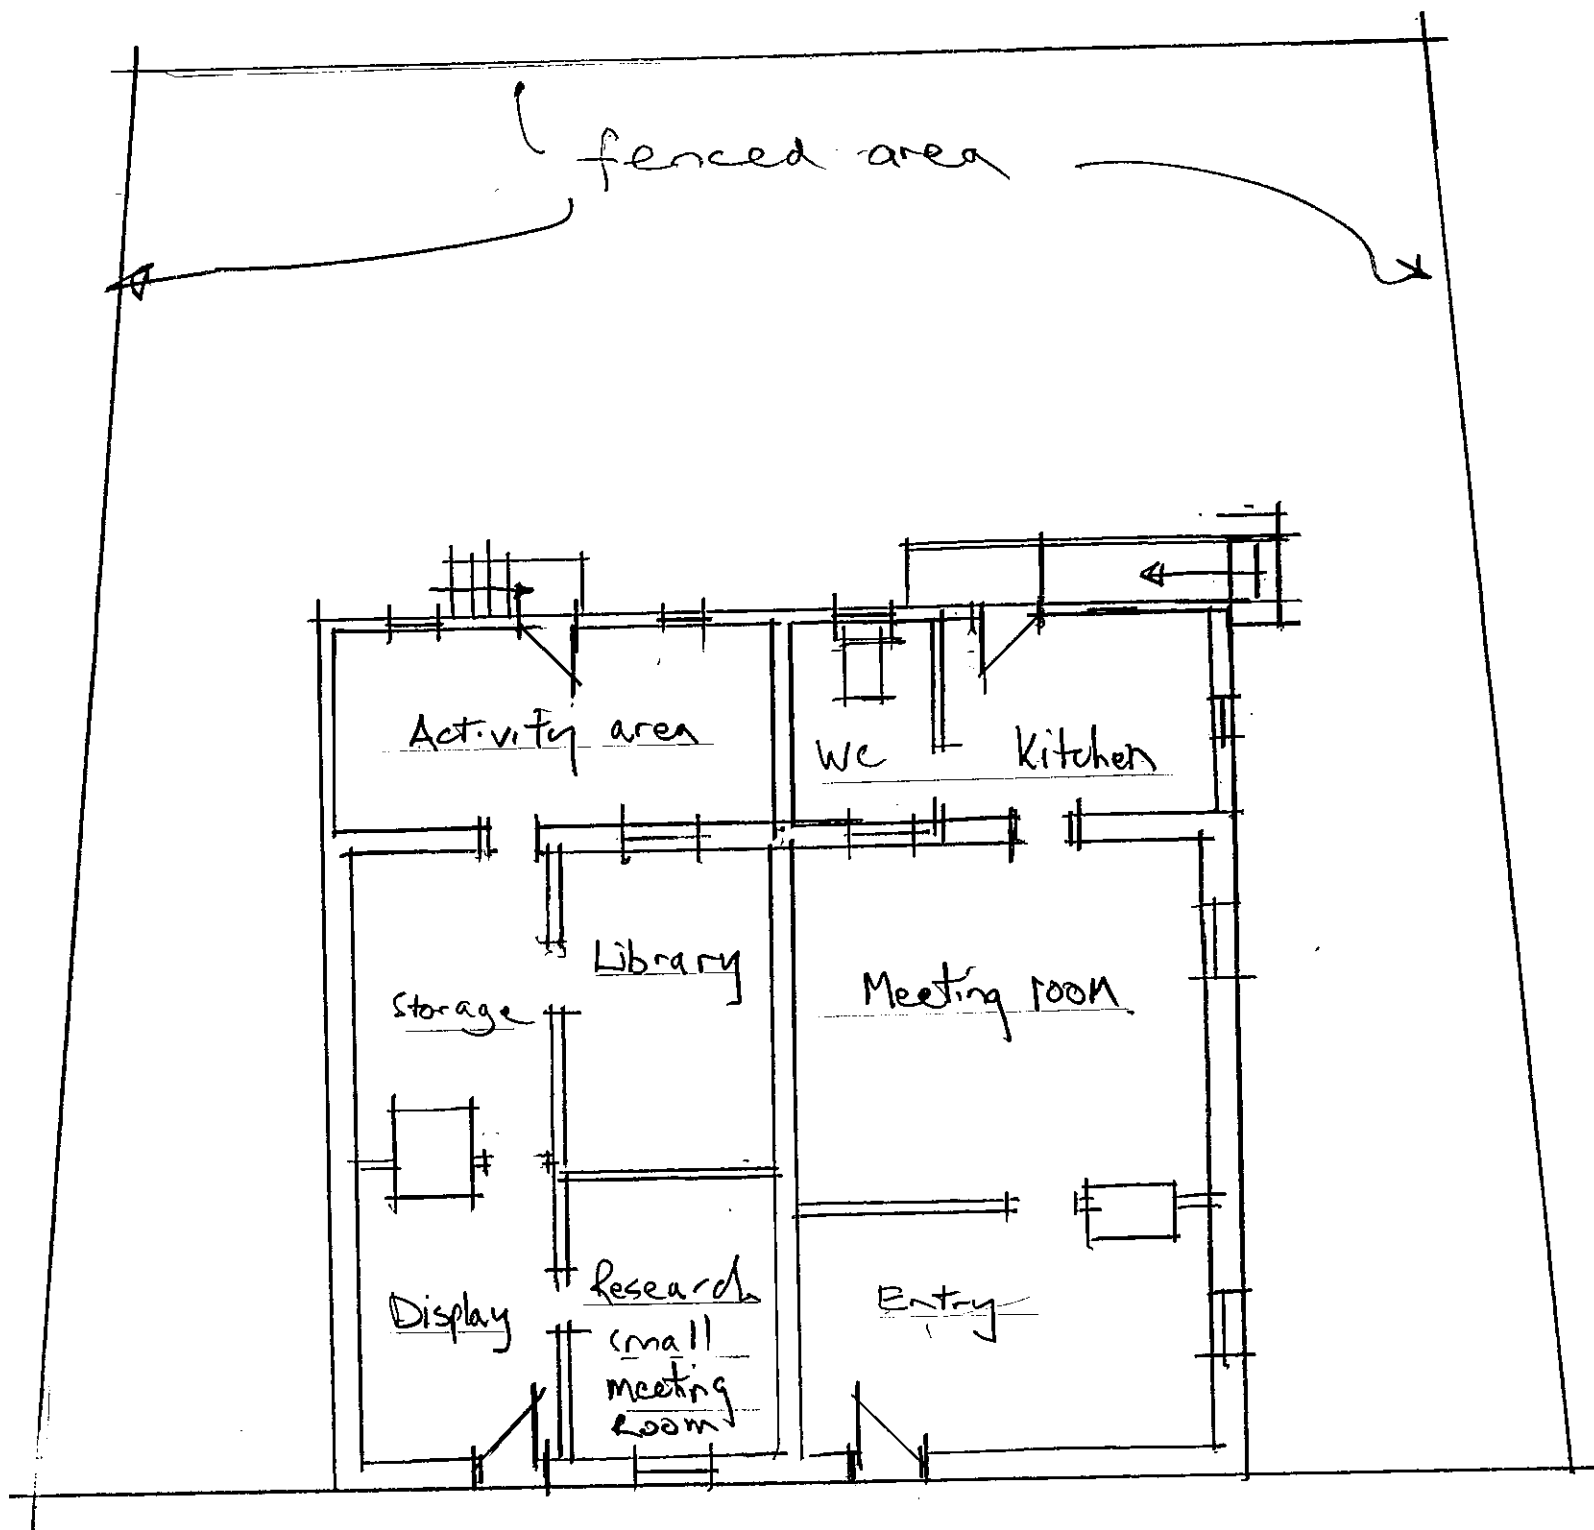 fenced area
Activity area
WC Kitchen
Library
Storage
Meeting room
Display
Research
small
meeting
Room
Entry